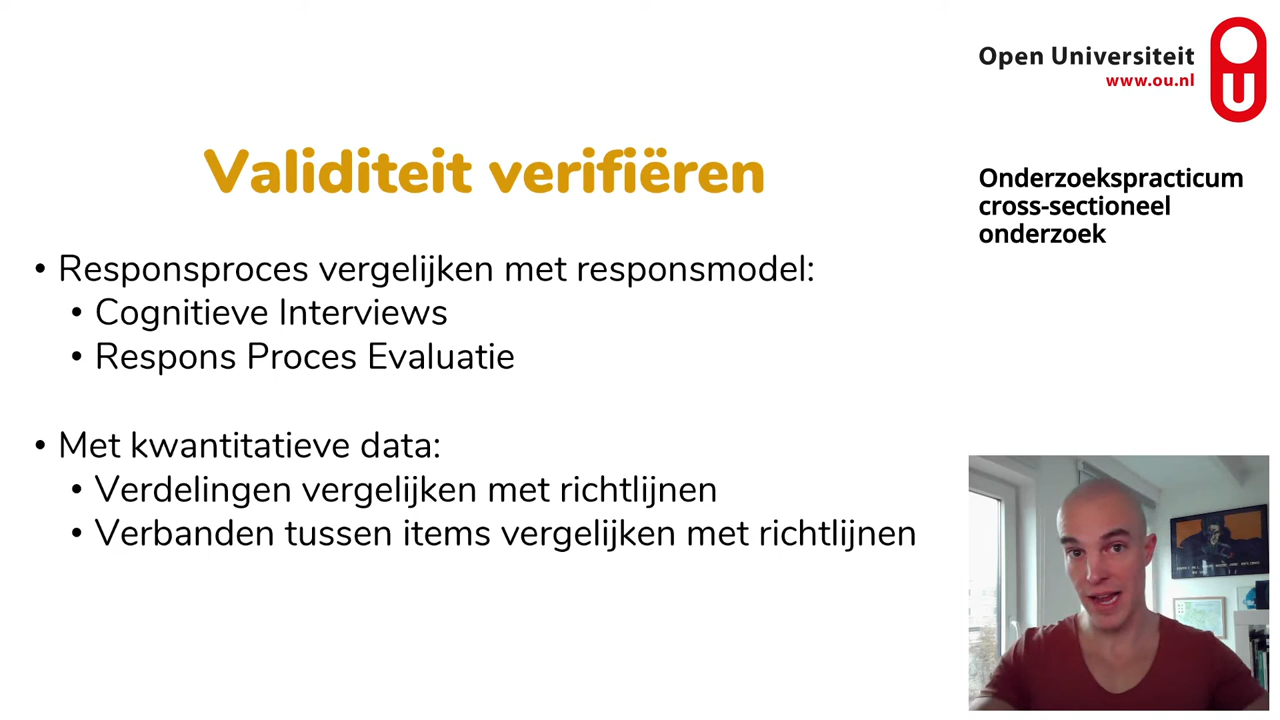 Open Universiteit
www.ou.nl
Validiteit verifiëren
Onderzoekspracticum
cross-sectioneel
onderzoek
• Responsproces vergelijken met responsmodel:
• Cognitieve Interviews
• Respons Proces Evaluatie
• Met kwantitatieve data:
• Verdelingen vergelijken met richtlijnen
• Verbanden tussen items vergelijken met richtlijnen